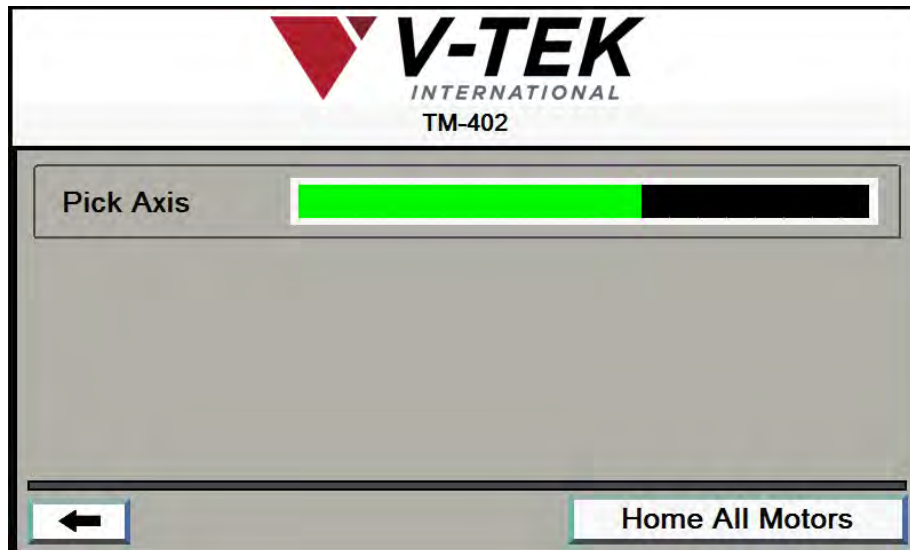 V-TEK
INTERNATIONAL
TM-402
Pick Axis
Home All Motors